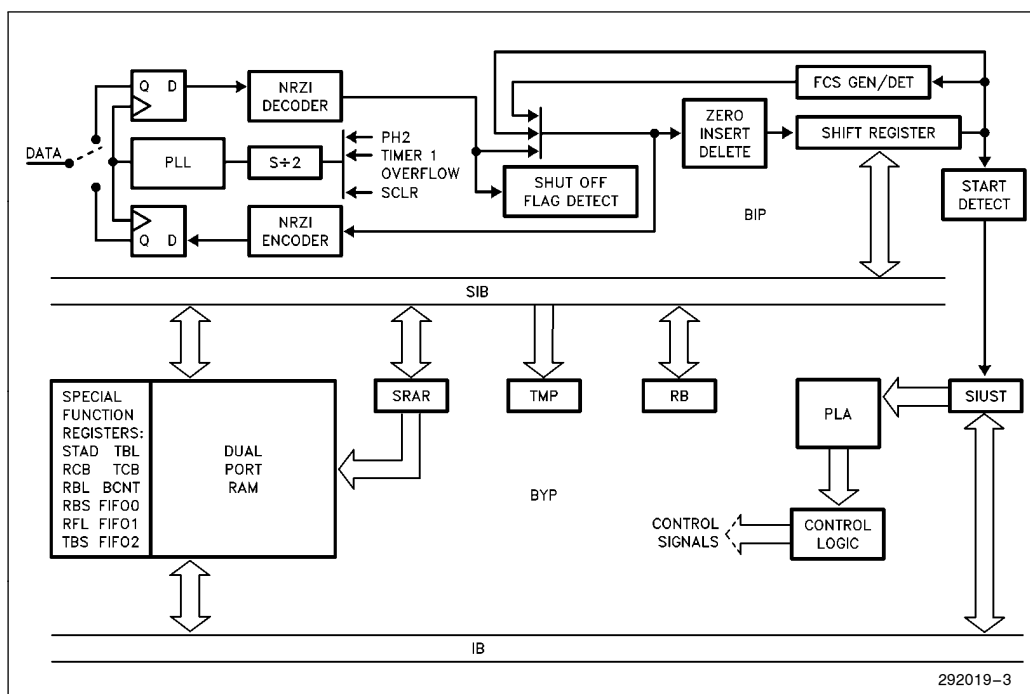 DATA
Q D
NRZI
DECODER
PLL
S÷2
PH2
TIMER 1
OVERFLOW
SCLR
Q D
NRZI
ENCODER
FCS GEN/DET
ZERO
INSERT
DELETE
SHIFT REGISTER
SHUT OFF
FLAG DETECT
BIP
START
DETECT
SIB
SPECIAL
FUNCTION
REGISTERS:
STAD TBL
RCB TCB
RBL BCNT
RBS FIFO0
RFL FIFO1
TBS FIFO2
DUAL
PORT
RAM
SRAR
TMP
RB
PLA
SIUST
BYP
CONTROL
SIGNALS
CONTROL
LOGIC
IB
292019–3